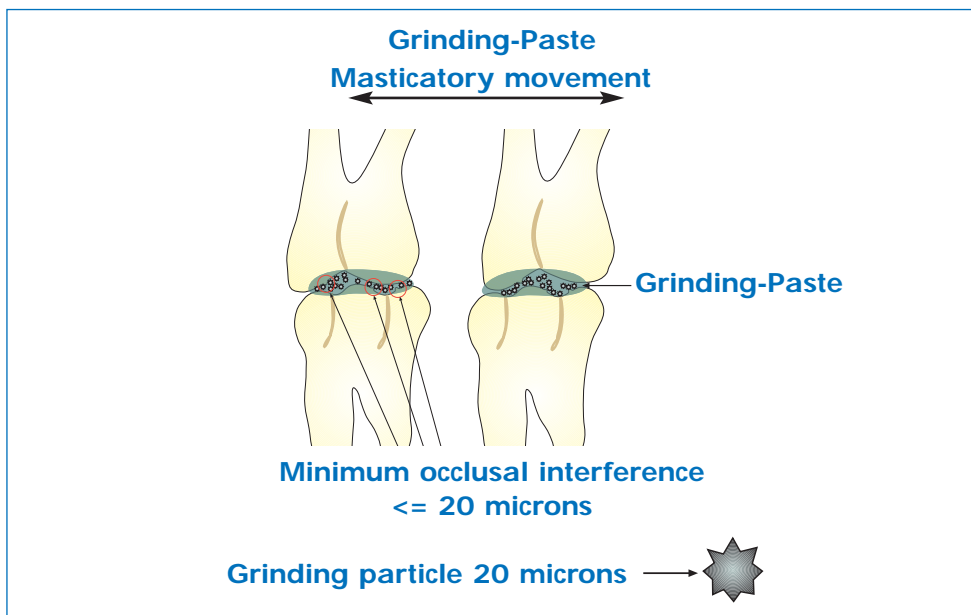 Grinding-Paste
Masticatory movement
Grinding-Paste
Minimum occlusal interference
<= 20 microns
Grinding particle 20 microns